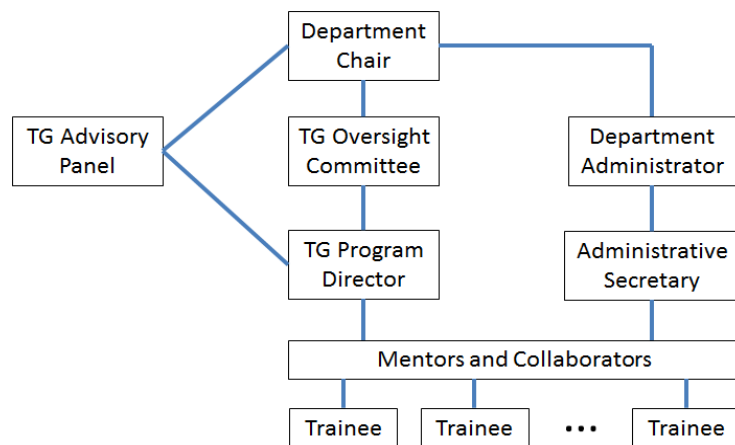 Department
Chair
TG Advisory
Panel
TG Oversight
Committee
Department
Administrator
TG Program
Director
Administrative
Secretary
Mentors and Collaborators
Trainee
Trainee
•••
Trainee